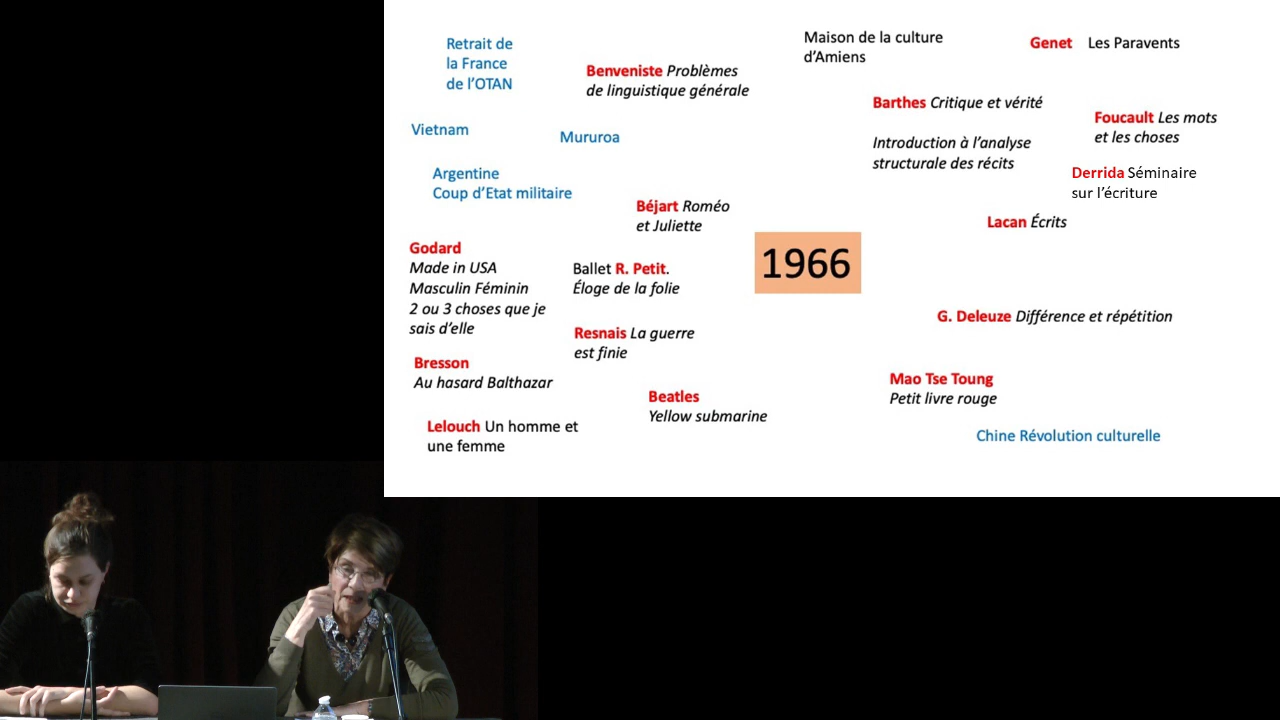 Retrait de
la France
de l'OTAN
Benveniste Problèmes
de linguistique générale
Maison de la culture
d'Amiens
Genet Les Paravents
Barthes Critique et vérité
Introduction à l'analyse
structurale des récits
Foucault Les mots
et les choses
Vietnam
Mururoa
Argentine
Coup d'Etat militaire
Derrida Séminaire
sur l'écriture
Béjart Roméo
et Juliette
Lacan Écrits
1966
Godard
Made in USA
Masculin Féminin
2 ou 3 choses que je
sais d'elle
Ballet R. Petit.
Éloge de la folie
Resnais La guerre
est finie
G. Deleuze Différence et répétition
Bresson
Au hasard Balthazar
Beatles
Yellow submarine
Mao Tse Toung
Petit livre rouge
Lelouch Un homme et
une femme
Chine Révolution culturelle